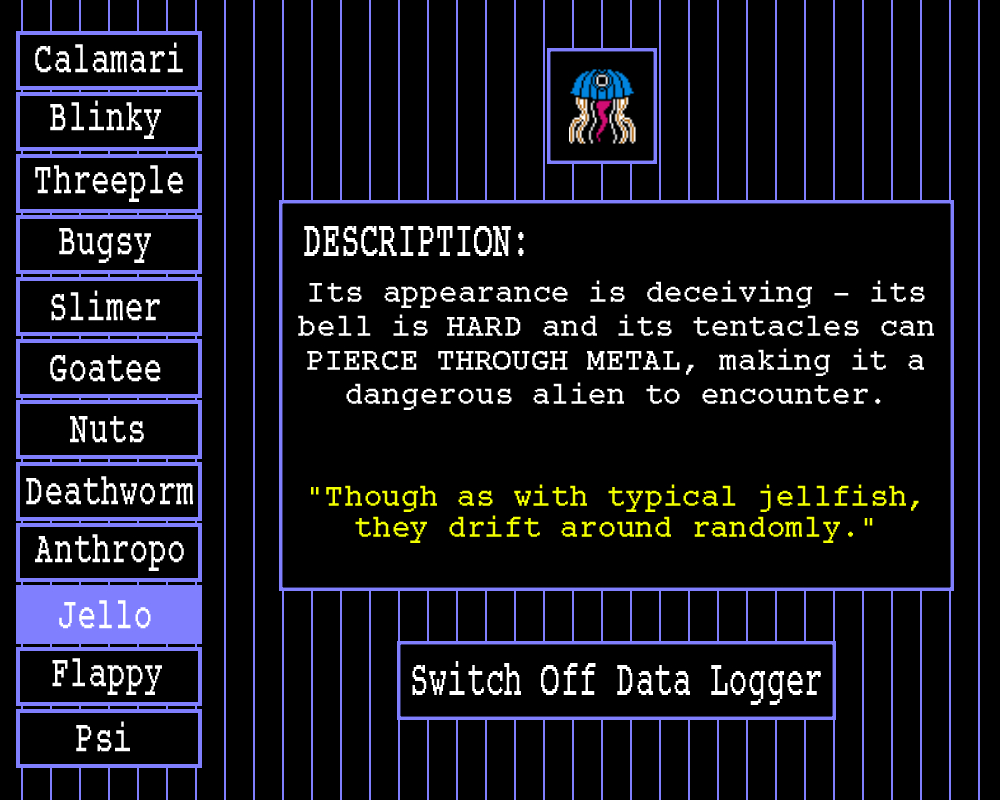 Calamari
Blinky
Threeple
Bugsy
Slimer
Goatee
Nuts
Deathworm
Anthropo
Jello
Flappy
Psi
DESCRIPTION:
Its appearance is deceiving - its
bell is HARD and its tentacles can
PIERCE THROUGH METAL, making it a
dangerous alien to encounter.
"Though as with typical jellfish,
they drift around randomly."
Switch Off Data Logger